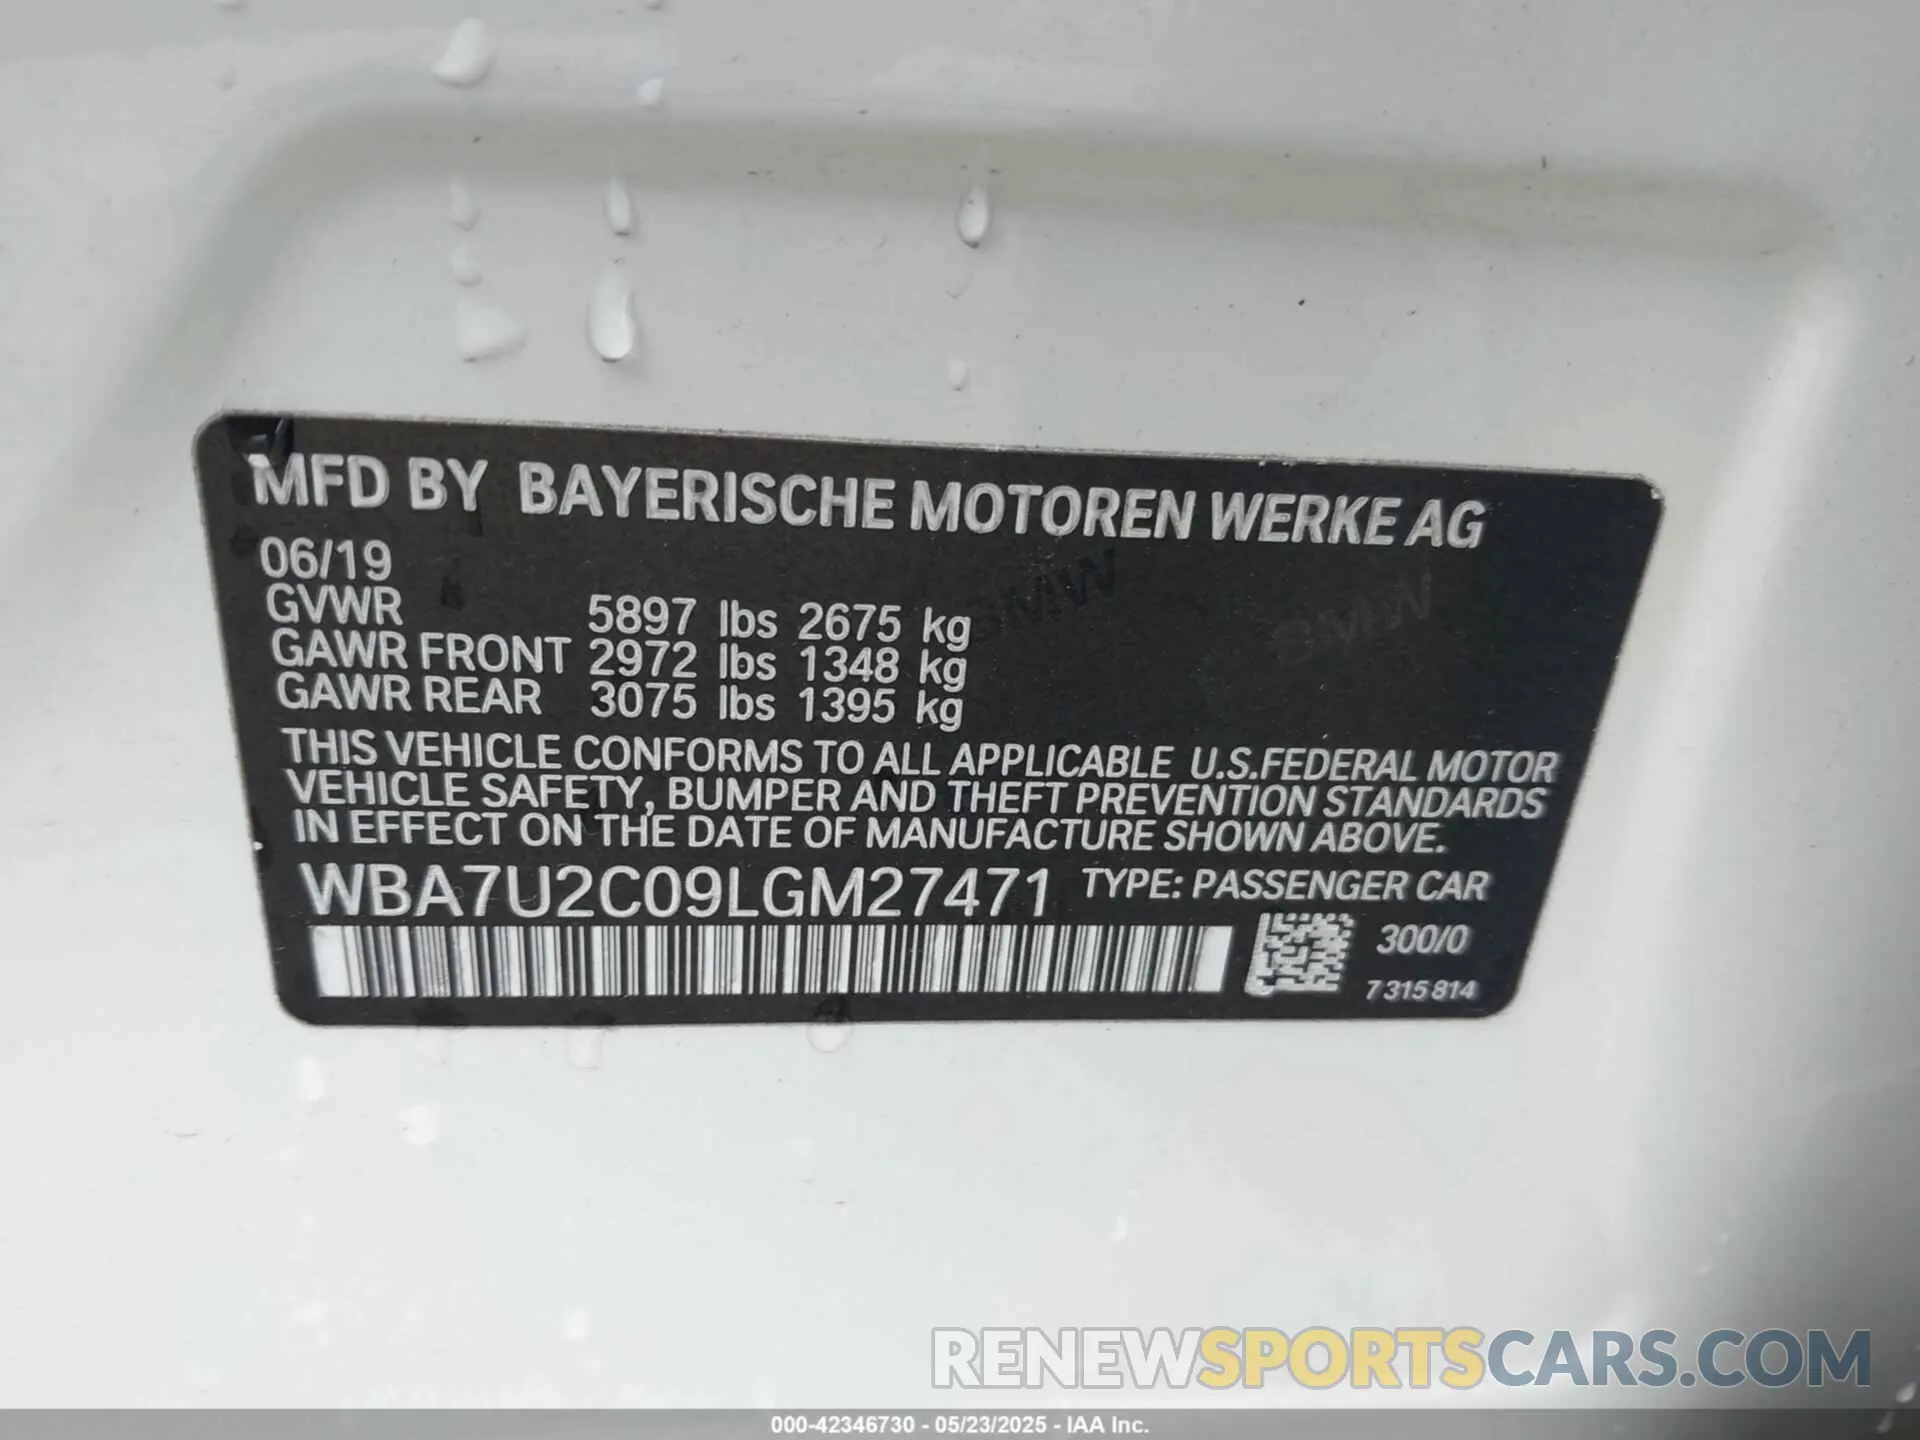 MFD BY BAYERISCHE MOTOREN WERKE AG
06/19
GVWR 5897 lbs 2675 kg
GAWR FRONT 2972 lbs 1348 kg
GAWR REAR 3075 lbs 1395 kg
THIS VEHICLE CONFORMS TO ALL APPLICABLE U.S.FEDERAL MOTOR
VEHICLE SAFETY, BUMPER AND THEFT PREVENTION STANDARDS
IN EFFECT ON THE DATE OF MANUFACTURE SHOWN ABOVE.
WBA7U2C09LGM27471 TYPE: PASSENGER CAR
300/0
7 315 814
BMW
BMW
RENEWSPORTSCARS.COM
000-42346730 - 05/23/2025 - IAA Inc.